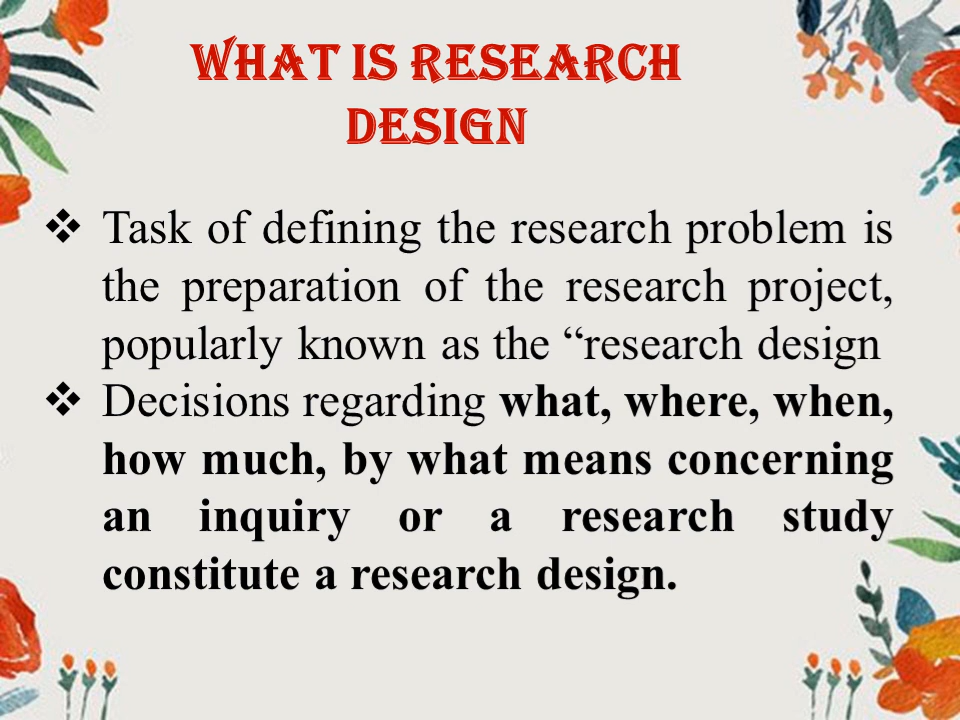 WHAT IS RESEARCH
DESIGN
❖ Task of defining the research problem is
the preparation of the research project,
popularly known as the “research design
❖ Decisions regarding what, where, when,
how much, by what means concerning
an inquiry or a research study
constitute a research design.